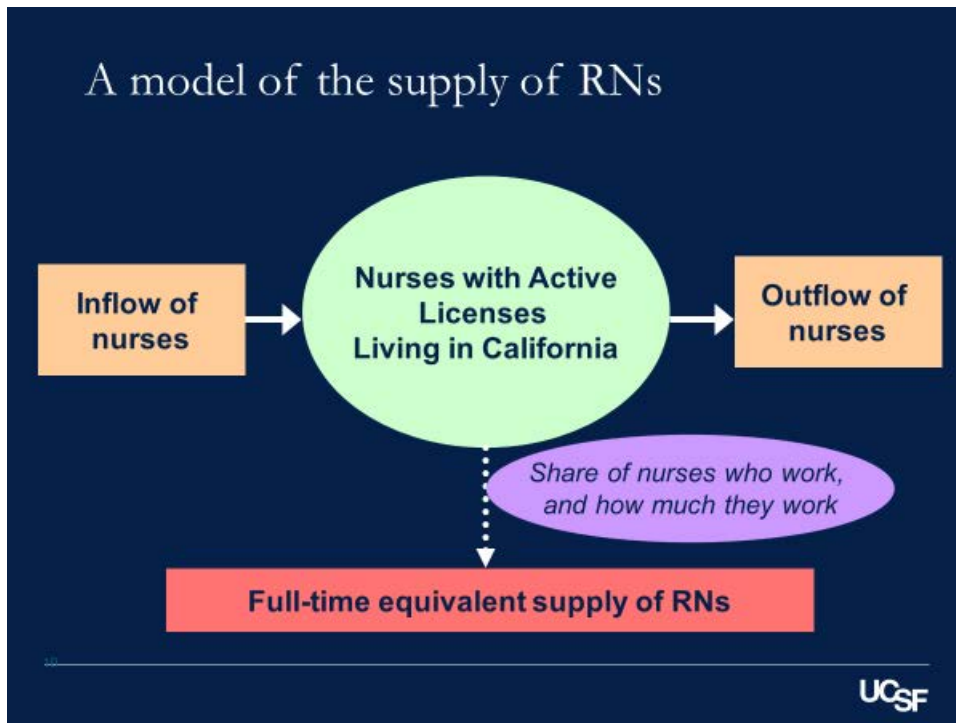 A model of the supply of RNs
Inflow of
nurses
Nurses with Active
Licenses
Living in California
Outflow of
nurses
Share of nurses who work,
and how much they work
Full-time equivalent supply of RNs
10
UCSF